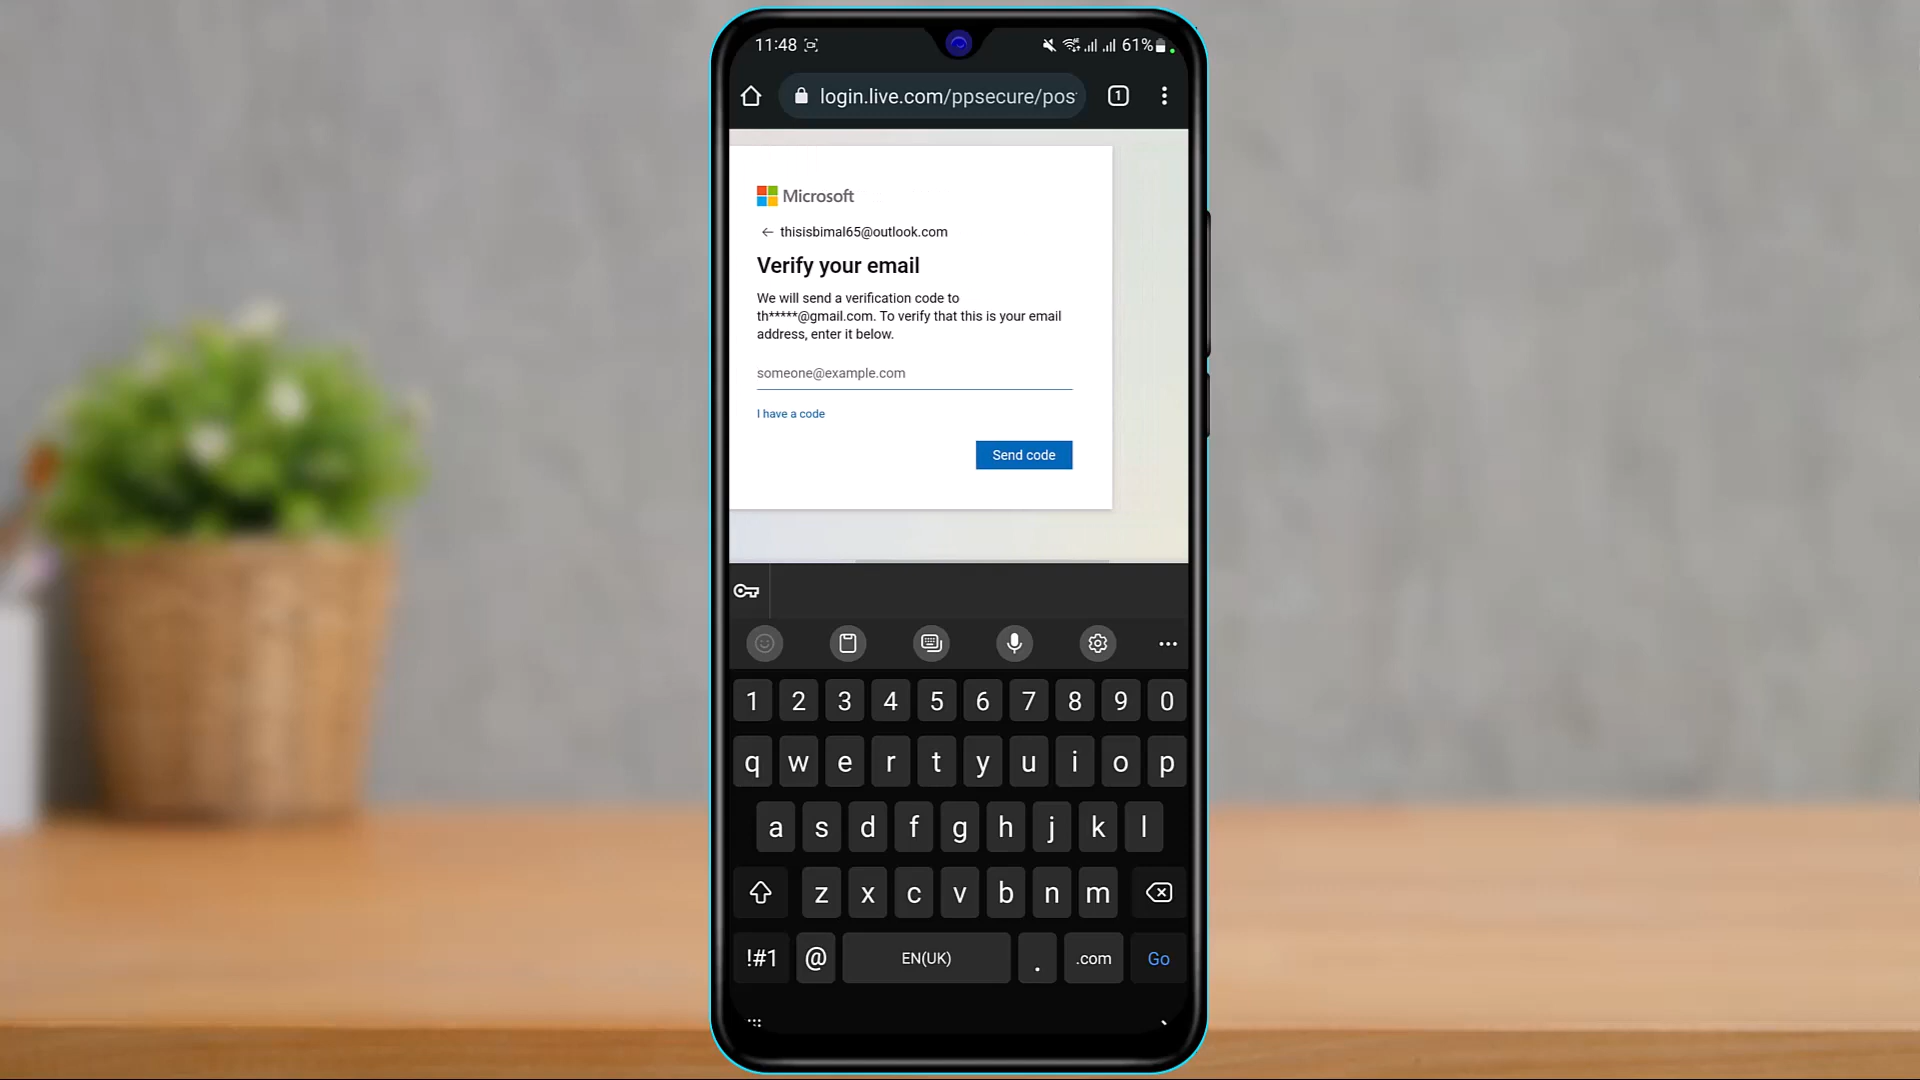 11:48
61%
login.live.com/ppsecure/pos
1
Microsoft
thisisbimal65@outlook.com
Verify your email
We will send a verification code to
th*****@gmail.com. To verify that this is your email
address, enter it below.
someone@example.com
I have a code
Send code
1 2 3 4 5 6 7 8 9 0
q w e r t y u i o p
a s d f g h j k l
z x c v b n m
!#1 @ EN(UK) . .com Go